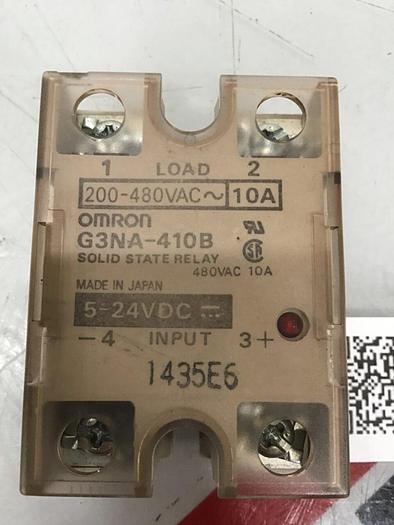 1 LOAD 2
200-480VAC~ 10A
OMRON
G3NA-410B
SOLID STATE RELAY
480VAC 10A
MADE IN JAPAN
5-24VDC ⎓
-4 INPUT 3+
1435E6